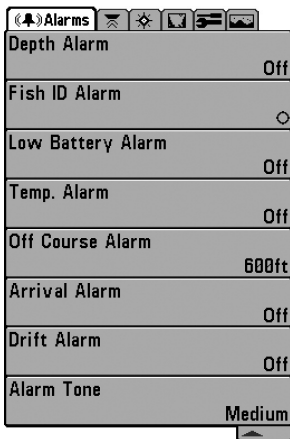 Alarms
Depth Alarm
Off
Fish ID Alarm
Low Battery Alarm
Off
Temp. Alarm
Off
Off Course Alarm
600ft
Arrival Alarm
Off
Drift Alarm
Off
Alarm Tone
Medium